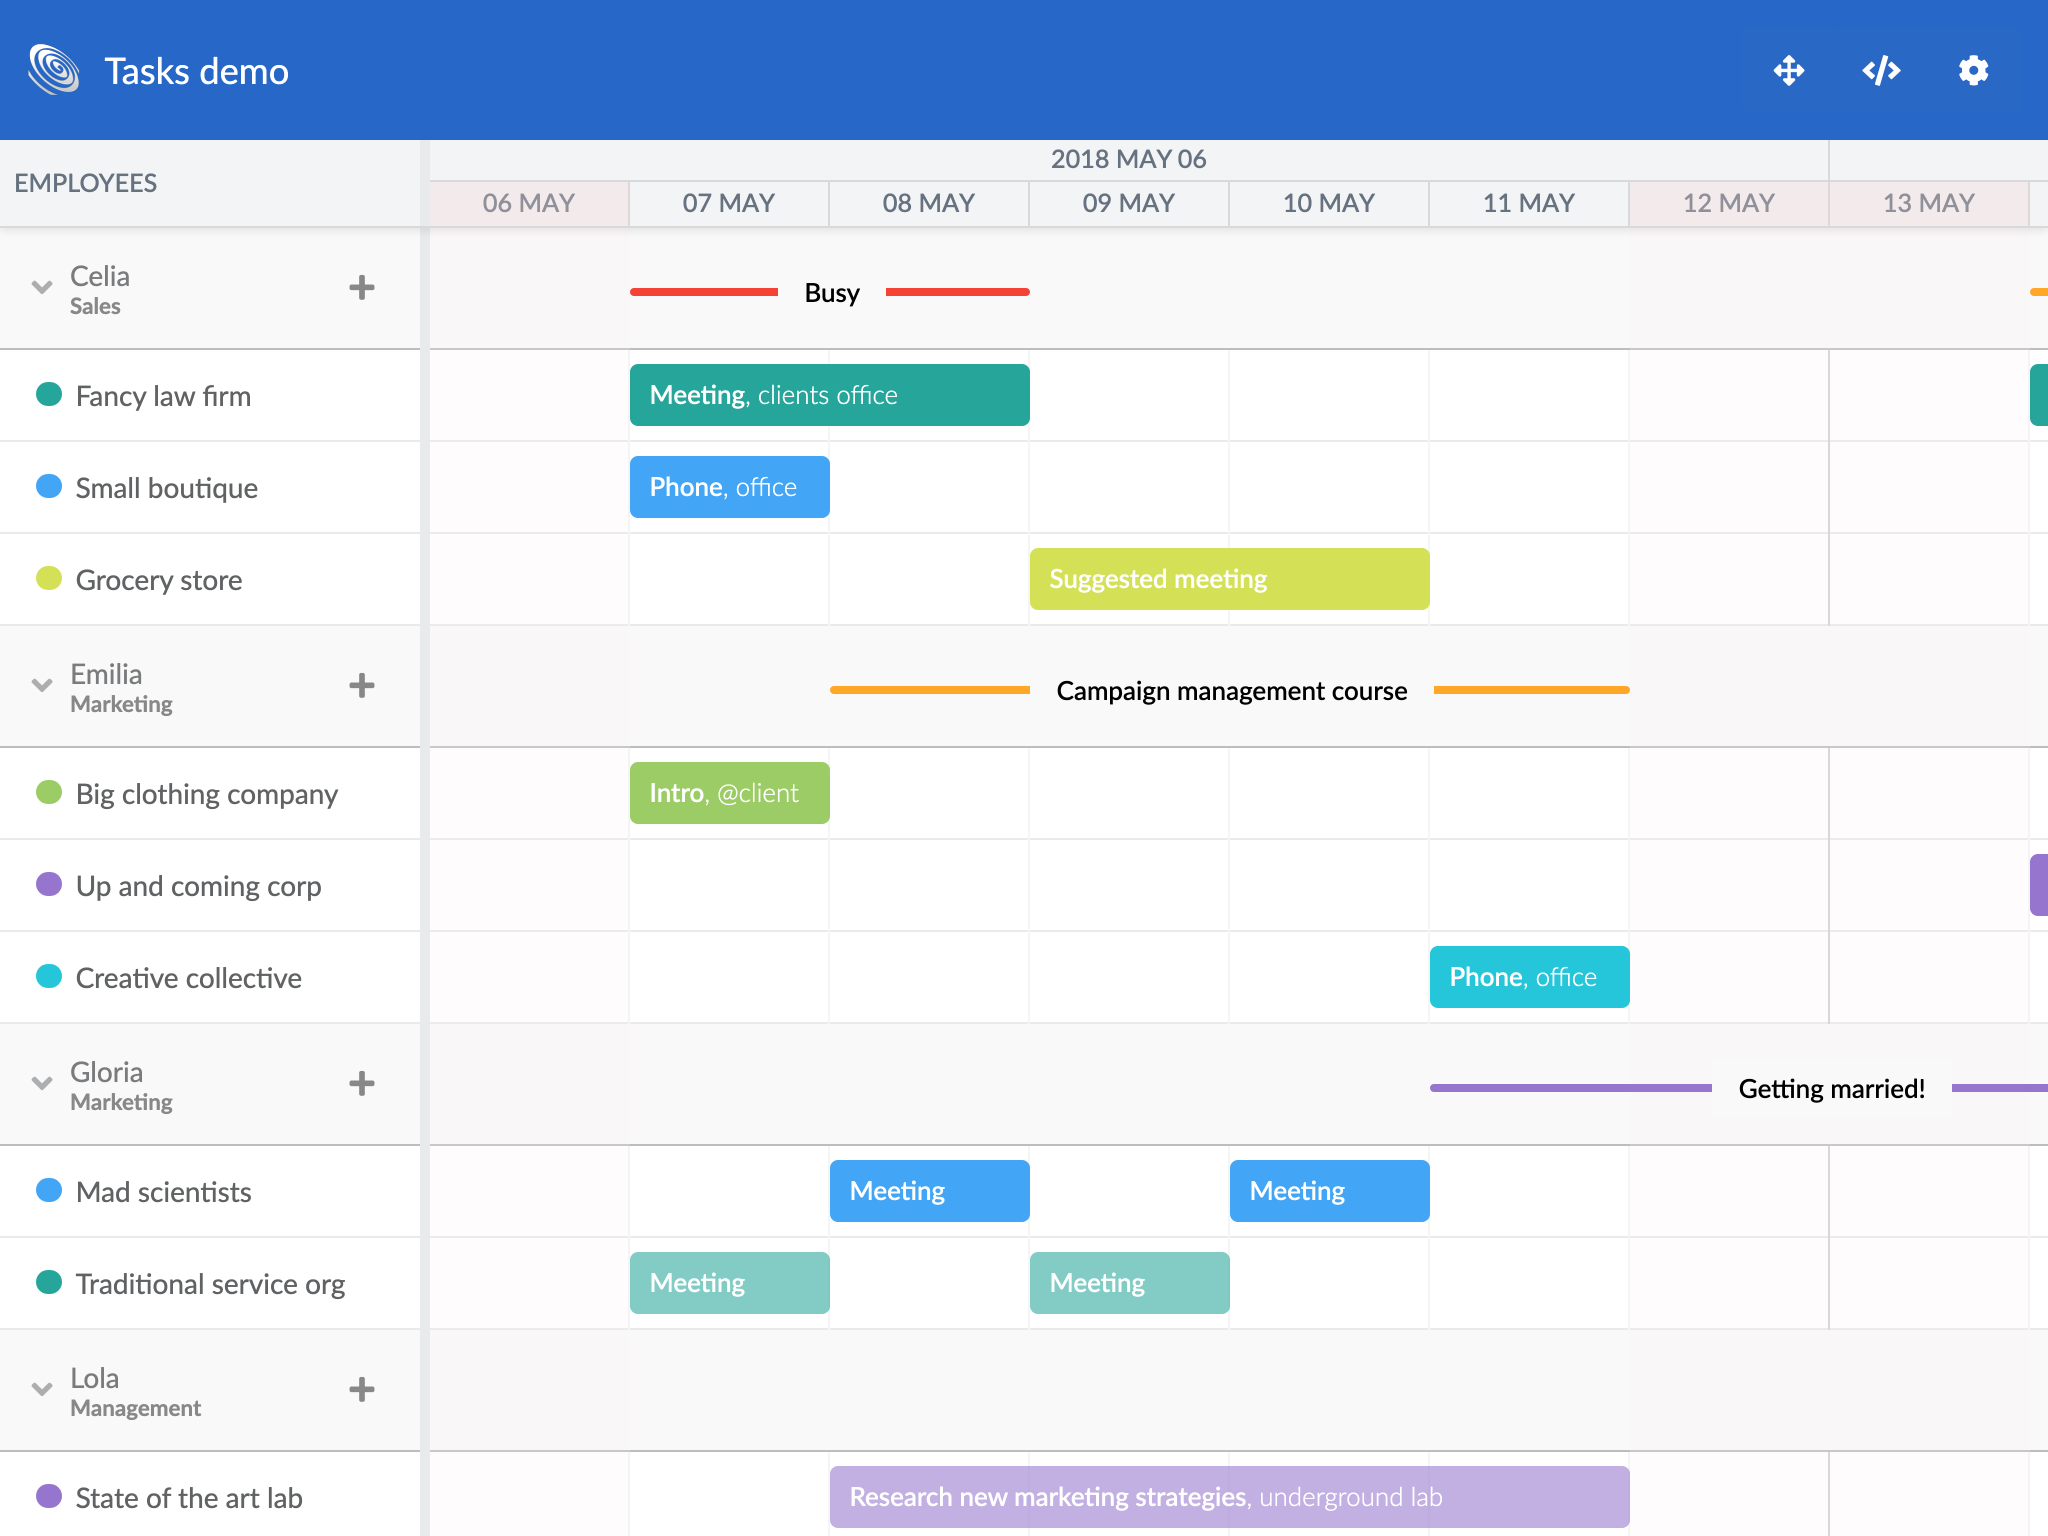 Tasks demo
EMPLOYEES
2018 MAY 06
06 MAY
07 MAY
08 MAY
09 MAY
10 MAY
11 MAY
12 MAY
13 MAY
Celia
Sales
Busy
Fancy law firm
Meeting, clients office
Small boutique
Phone, office
Grocery store
Suggested meeting
Emilia
Marketing
Campaign management course
Big clothing company
Intro, @client
Up and coming corp
Creative collective
Phone, office
Gloria
Marketing
Getting married!
Mad scientists
Meeting
Meeting
Traditional service org
Meeting
Meeting
Lola
Management
State of the art lab
Research new marketing strategies, underground lab